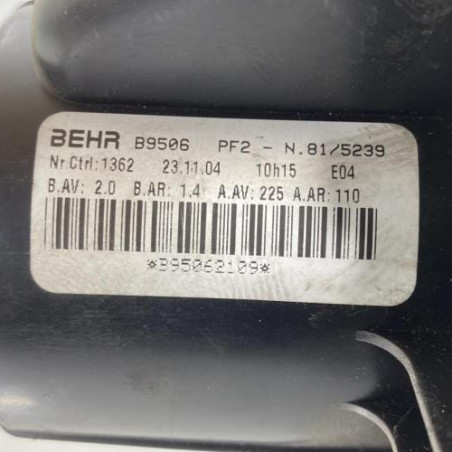 BEHR B9506 PF2 - N.81/5239
Nr Ctrl:1362 23.11.04 10h15 E04
B.AV: 2.0 B.AR: 1.4 A.AV: 225 A.AR: 110
*B95062109*